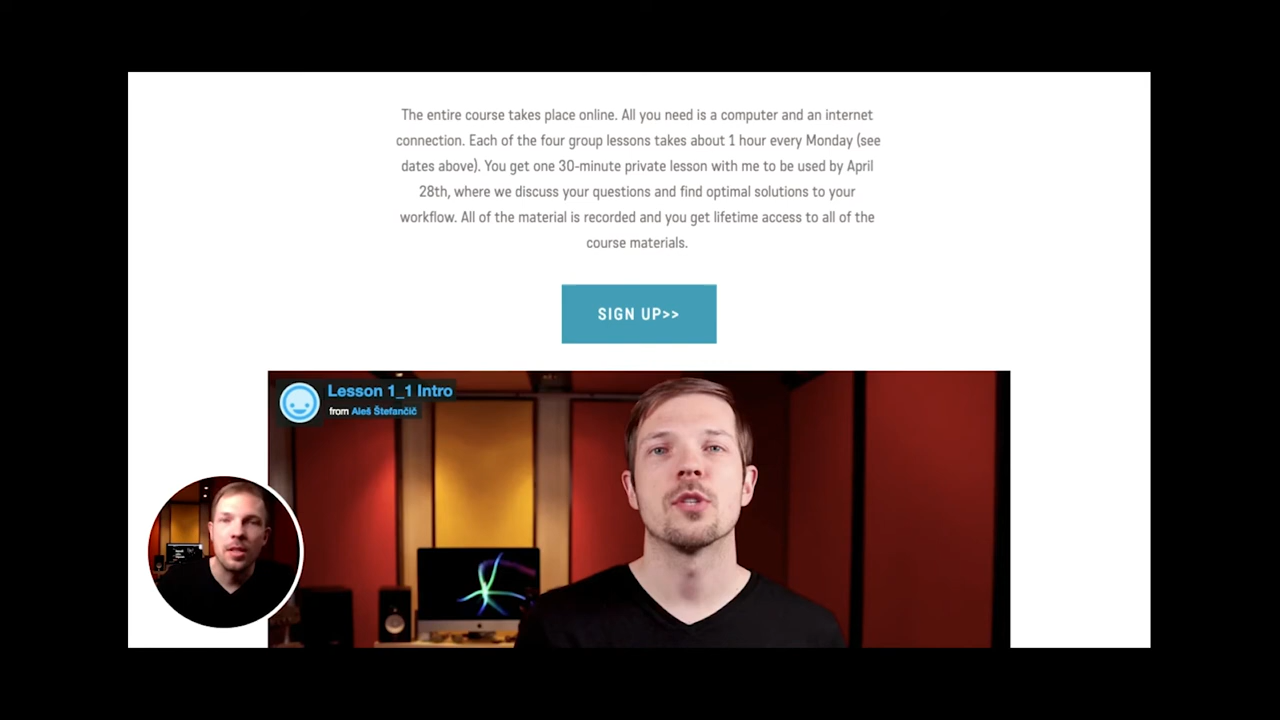 The entire course takes place online. All you need is a computer and an internet
connection. Each of the four group lessons takes about 1 hour every Monday (see
dates above). You get one 30-minute private lesson with me to be used by April
28th, where we discuss your questions and find optimal solutions to your
workflow. All of the material is recorded and you get lifetime access to all of the
course materials.
SIGN UP>>
Lesson 1_1 Intro
from Aleš Štefančič